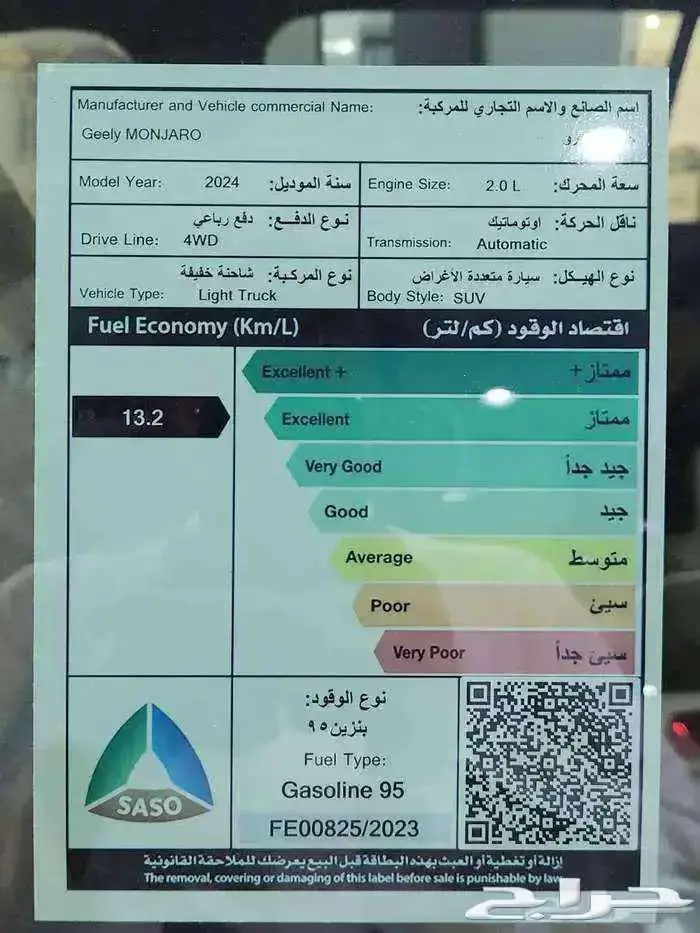 Manufacturer and Vehicle commercial Name:
اسم الصانع والاسم التجاري للمركبة:
Geely MONJARO
Model Year: 2024 سنة الموديل:
Engine Size: 2.0 L سعة المحرك:
نوع الدفع: دفع رباعي
Drive Line: 4WD
ناقل الحركة: اوتوماتيك
Transmission: Automatic
نوع المركبة: شاحنة خفيفة
Vehicle Type: Light Truck
نوع الهيكل: سيارة متعددة الأغراض
Body Style: SUV
Fuel Economy (Km/L) اقتصاد الوقود (كم/لتر)
Excellent + ممتاز +
13.2
Excellent ممتاز
Very Good جيد جداً
Good جيد
Average متوسط
Poor سيئ
Very Poor سيئ جداً
SASO
نوع الوقود:
بنزين ٩٥
Fuel Type:
Gasoline 95
FE00825/2023
إزالة أو تغطية أو العبث بهذه البطاقة قبل البيع يعرضك للملاحقة القانونية
The removal, covering or damaging of this label before sale is punishable by law
حراج